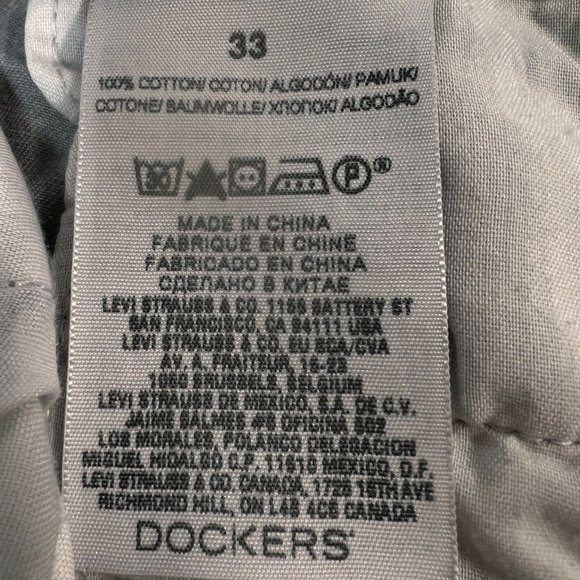 33
100% COTTON/ COTON/ ALGODÓN/ PAMUK/
COTONE/ BAUMWOLLE/ ХЛОПОК/ ALGODÃO
30 P®
MADE IN CHINA
FABRIQUÉ EN CHINE
FABRICADO EN CHINA
СДЕЛАНО В КИТАЕ
LEVI STRAUSS & CO. 1155 BATTERY ST
SAN FRANCISCO, CA 94111 USA
LEVI STRAUSS & CO. EU SCA/CVA
AV. A. FRAITEUR, 15-23
1050 BRUSSELS, BELGIUM
LEVI STRAUSS DE MEXICO, S.A. DE C.V.
JAIME BALMES #8 OFICINA 502
LOS MORALES, POLANCO DELEGACION
MIGUEL HIDALGO C.P. 11510 MEXICO, D.F.
LEVI STRAUSS & CO. CANADA, 1725 16TH AVE
RICHMOND HILL, ON L4B 4C6 CANADA
DOCKERS®